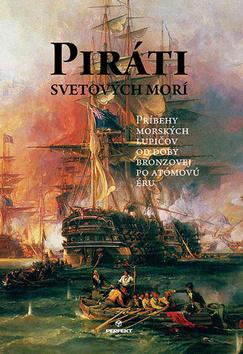 PIRÁTI
SVETOVÝCH MORÍ
PRÍBEHY
MORSKÝCH
LUPIČOV
OD DOBY
BRONZOVEJ
PO ATÓMOVÚ
ÉRU
PERFEKT